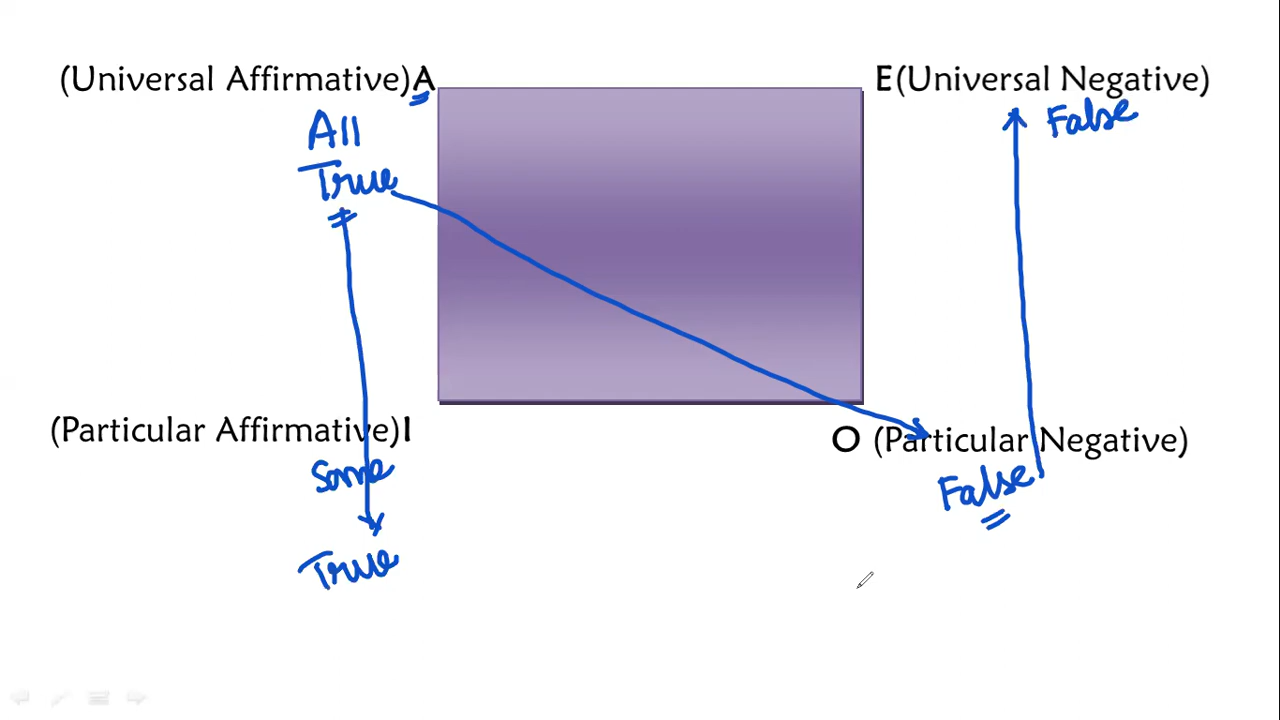 (Universal Affirmative)A
E(Universal Negative)
All
False
True
(Particular Affirmative)I
O (Particular Negative)
Some
False
True